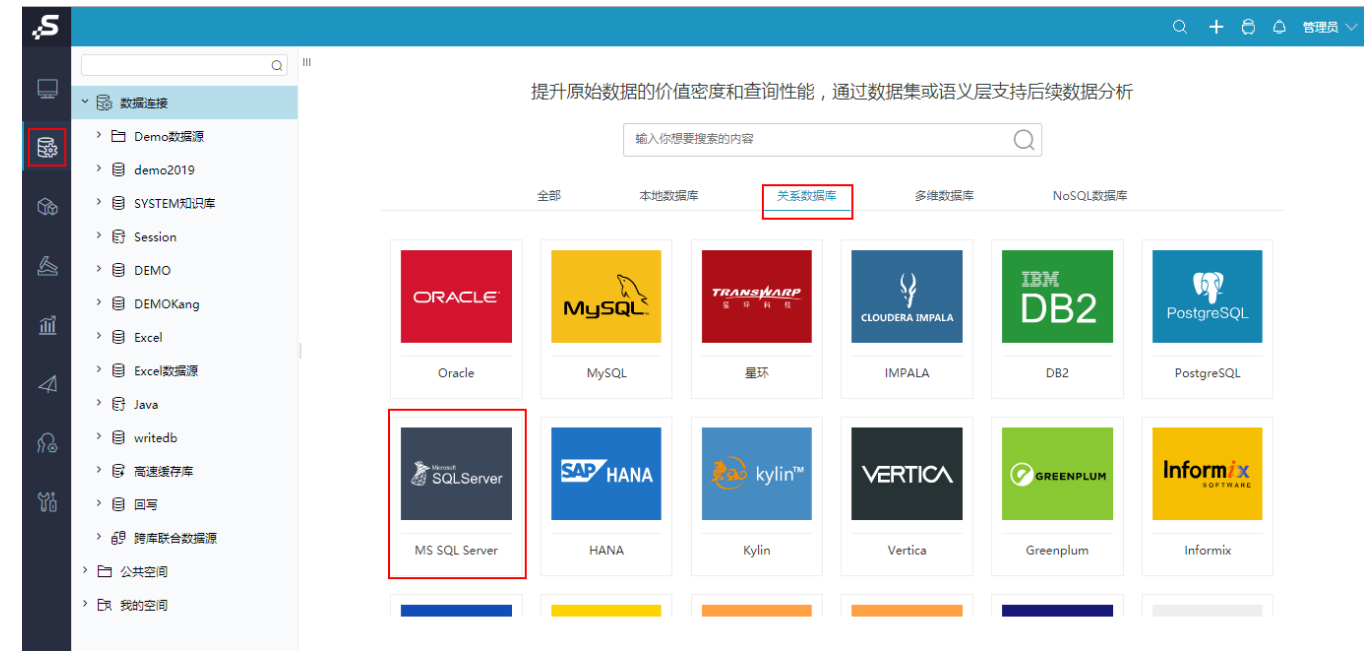 S
管理员
数据连接
Demo数据源
demo2019
SYSTEM知识库
Session
DEMO
DEMOKang
Excel
Excel数据源
Java
writedb
高速缓存库
回写
跨库联合数据源
公共空间
我的空间
提升原始数据的价值密度和查询性能，通过数据集或语义层支持后续数据分析
输入你想要搜索的内容
全部 本地数据库 关系数据库 多维数据库 NoSQL数据库
ORACLE MySQL TRANSWARP CLOUDERA IMPALA IBM DB2 PostgreSQL
星环科技
Oracle MySQL 星环 IMPALA DB2 PostgreSQL
Microsoft SQLServer SAP HANA kylin™ VERTICA GREENPLUM Informix SOFTWARE
MS SQL Server HANA Kylin Vertica Greenplum Informix